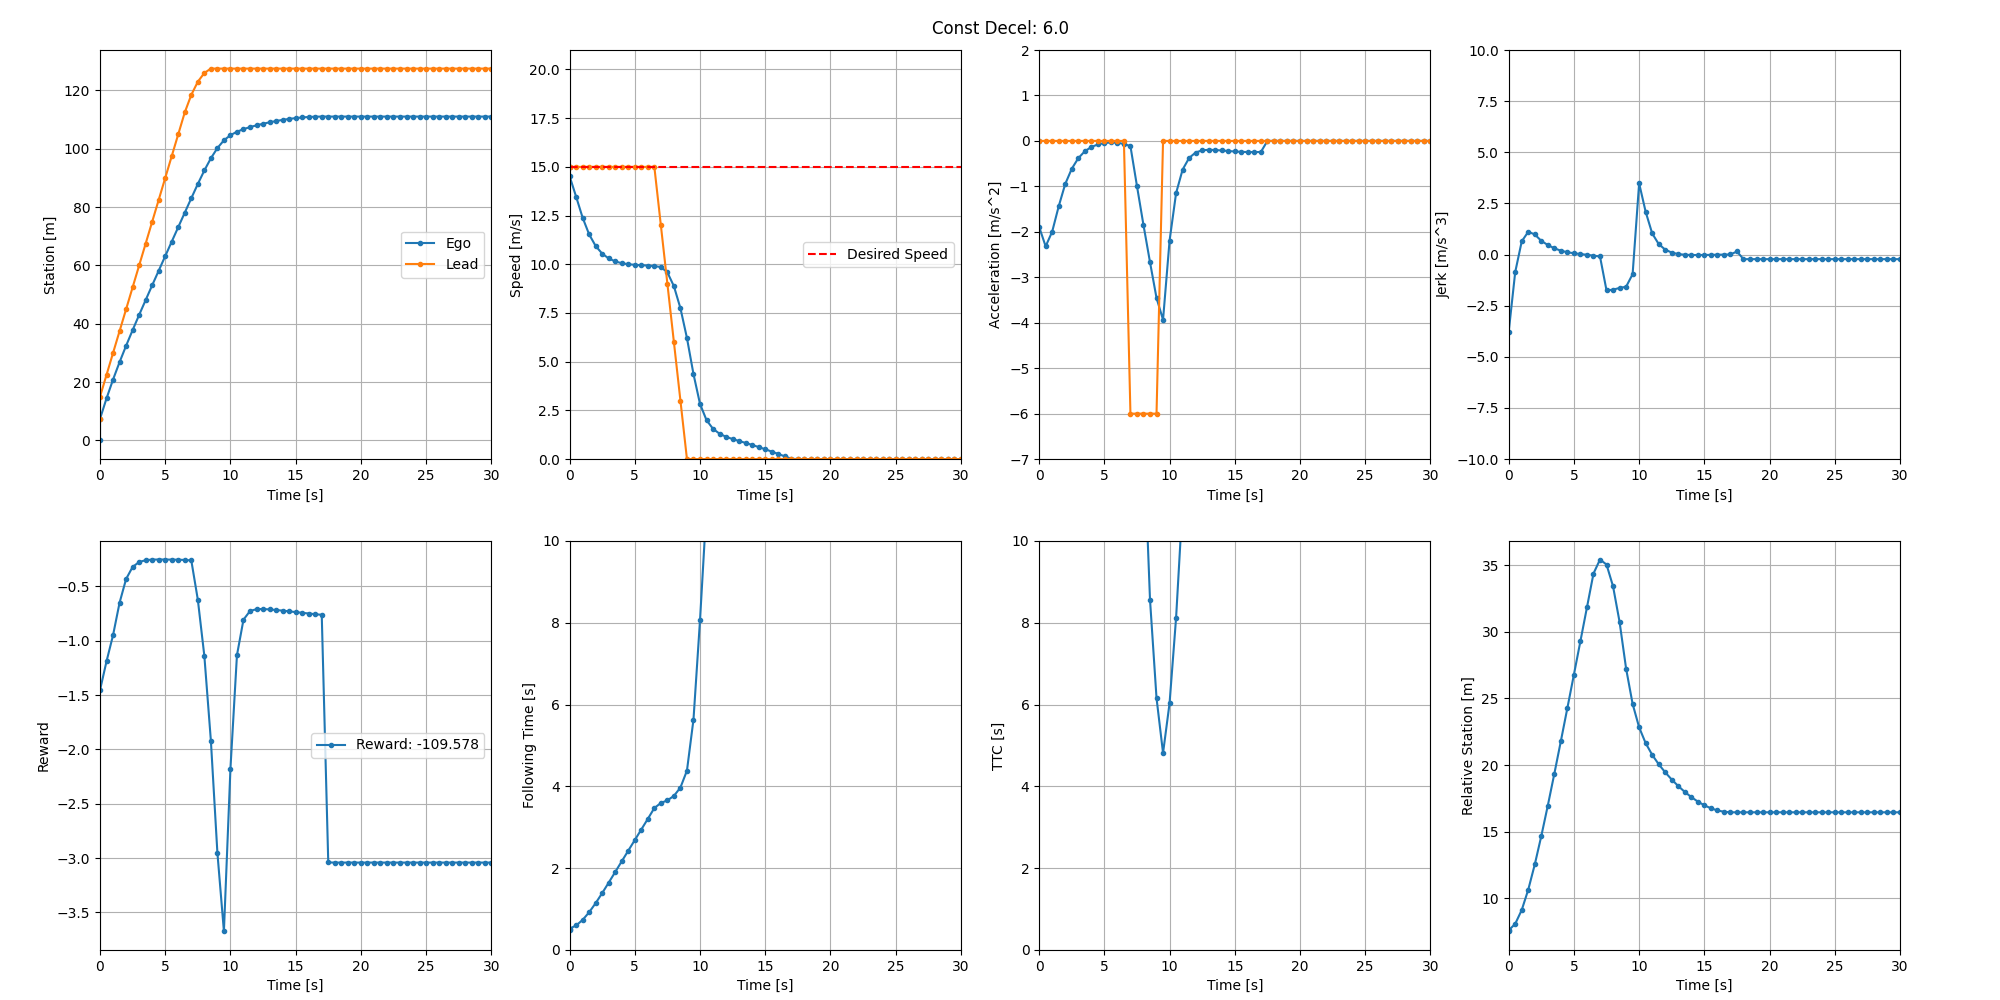 Const Decel: 6.0
120
100
80
60
40
20
0
Station [m]
Ego
Lead
0 5 10 15 20 25 30
Time [s]
20.0
17.5
15.0
12.5
10.0
7.5
5.0
2.5
0.0
Speed [m/s]
Desired Speed
0 5 10 15 20 25 30
Time [s]
2
1
0
−1
−2
−3
−4
−5
−6
−7
Acceleration [m/s^2]
0 5 10 15 20 25 30
Time [s]
10.0
7.5
5.0
2.5
0.0
−2.5
−5.0
−7.5
−10.0
Jerk [m/s^3]
0 5 10 15 20 25 30
Time [s]
−0.5
−1.0
−1.5
−2.0
−2.5
−3.0
−3.5
Reward
Reward: -109.578
0 5 10 15 20 25 30
Time [s]
10
8
6
4
2
0
Following Time [s]
0 5 10 15 20 25 30
Time [s]
10
8
6
4
2
0
TTC [s]
0 5 10 15 20 25 30
Time [s]
35
30
25
20
15
10
Relative Station [m]
0 5 10 15 20 25 30
Time [s]